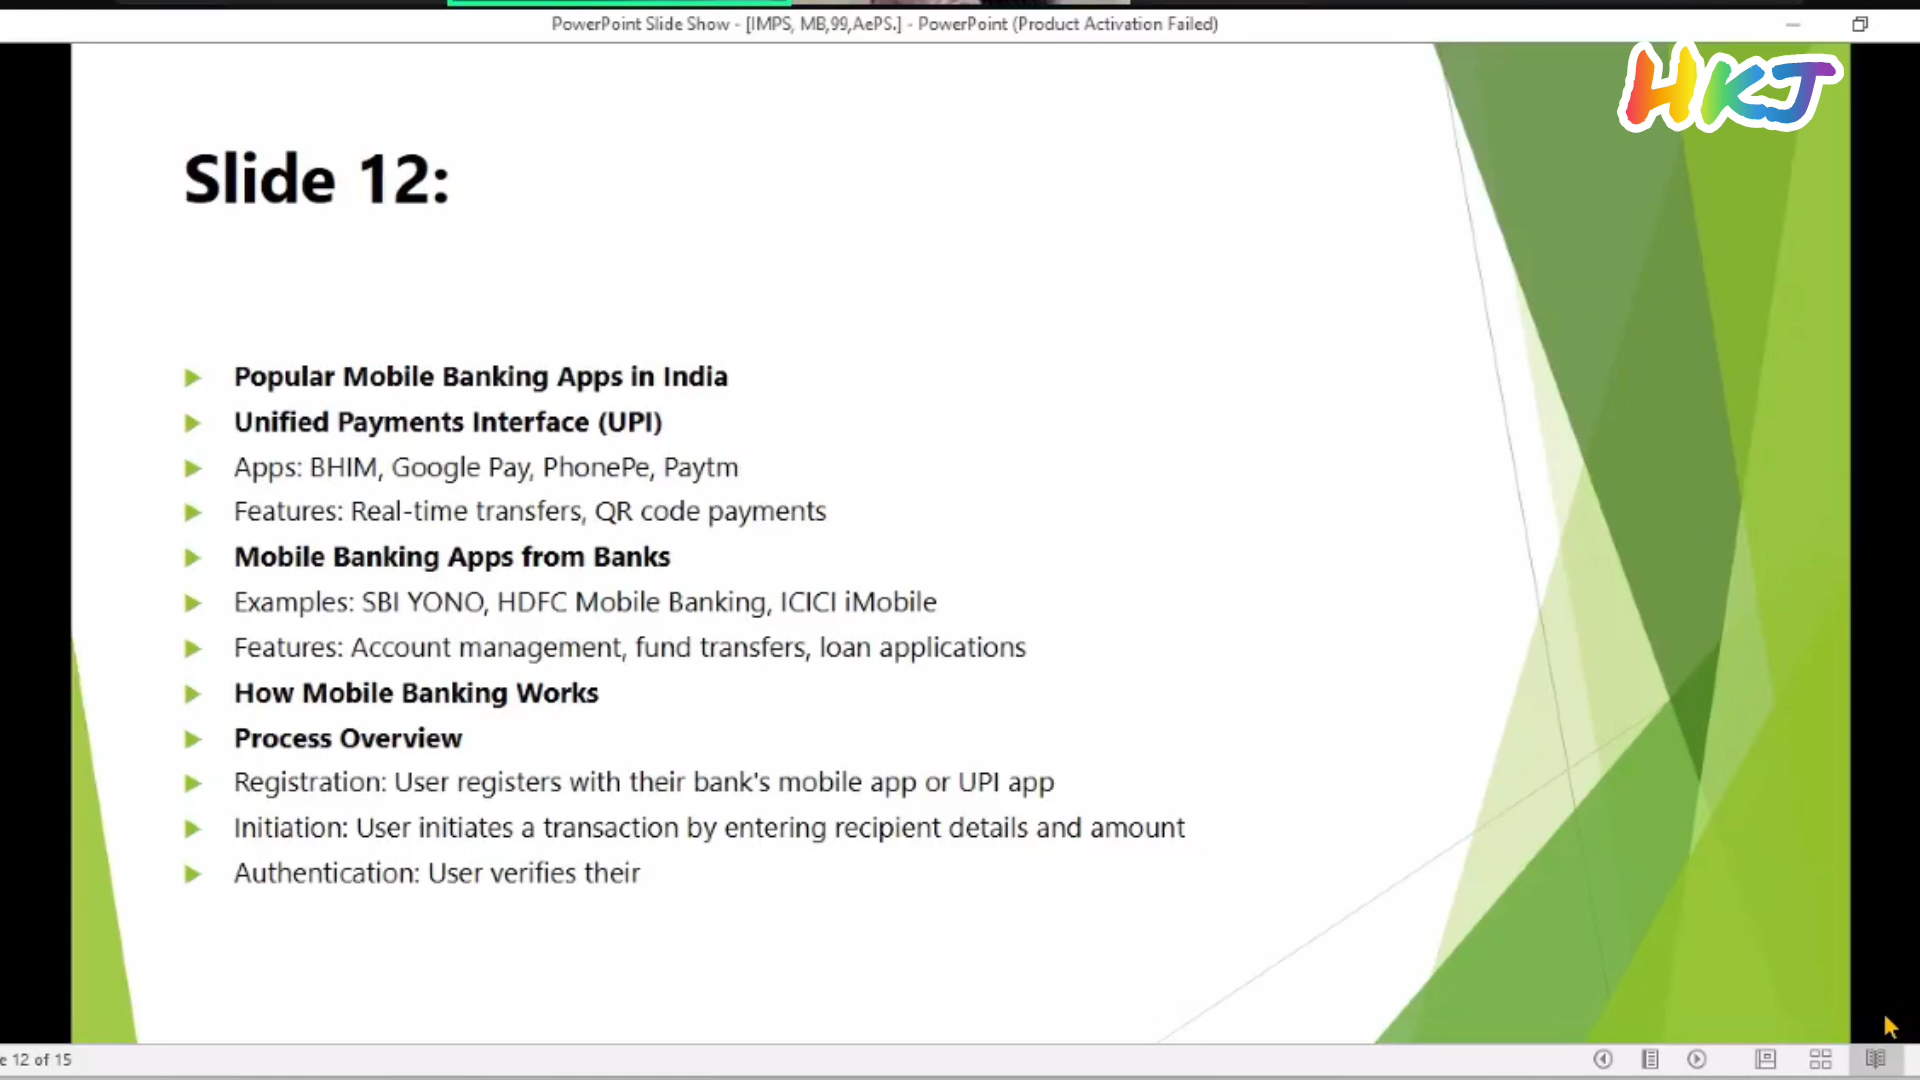 PowerPoint Slide Show - [IMPS, MB,99,AePS.] - PowerPoint (Product Activation Failed)
HKJ
Slide 12:
Popular Mobile Banking Apps in India
Unified Payments Interface (UPI)
Apps: BHIM, Google Pay, PhonePe, Paytm
Features: Real-time transfers, QR code payments
Mobile Banking Apps from Banks
Examples: SBI YONO, HDFC Mobile Banking, ICICI iMobile
Features: Account management, fund transfers, loan applications
How Mobile Banking Works
Process Overview
Registration: User registers with their bank's mobile app or UPI app
Initiation: User initiates a transaction by entering recipient details and amount
Authentication: User verifies their
e 12 of 15